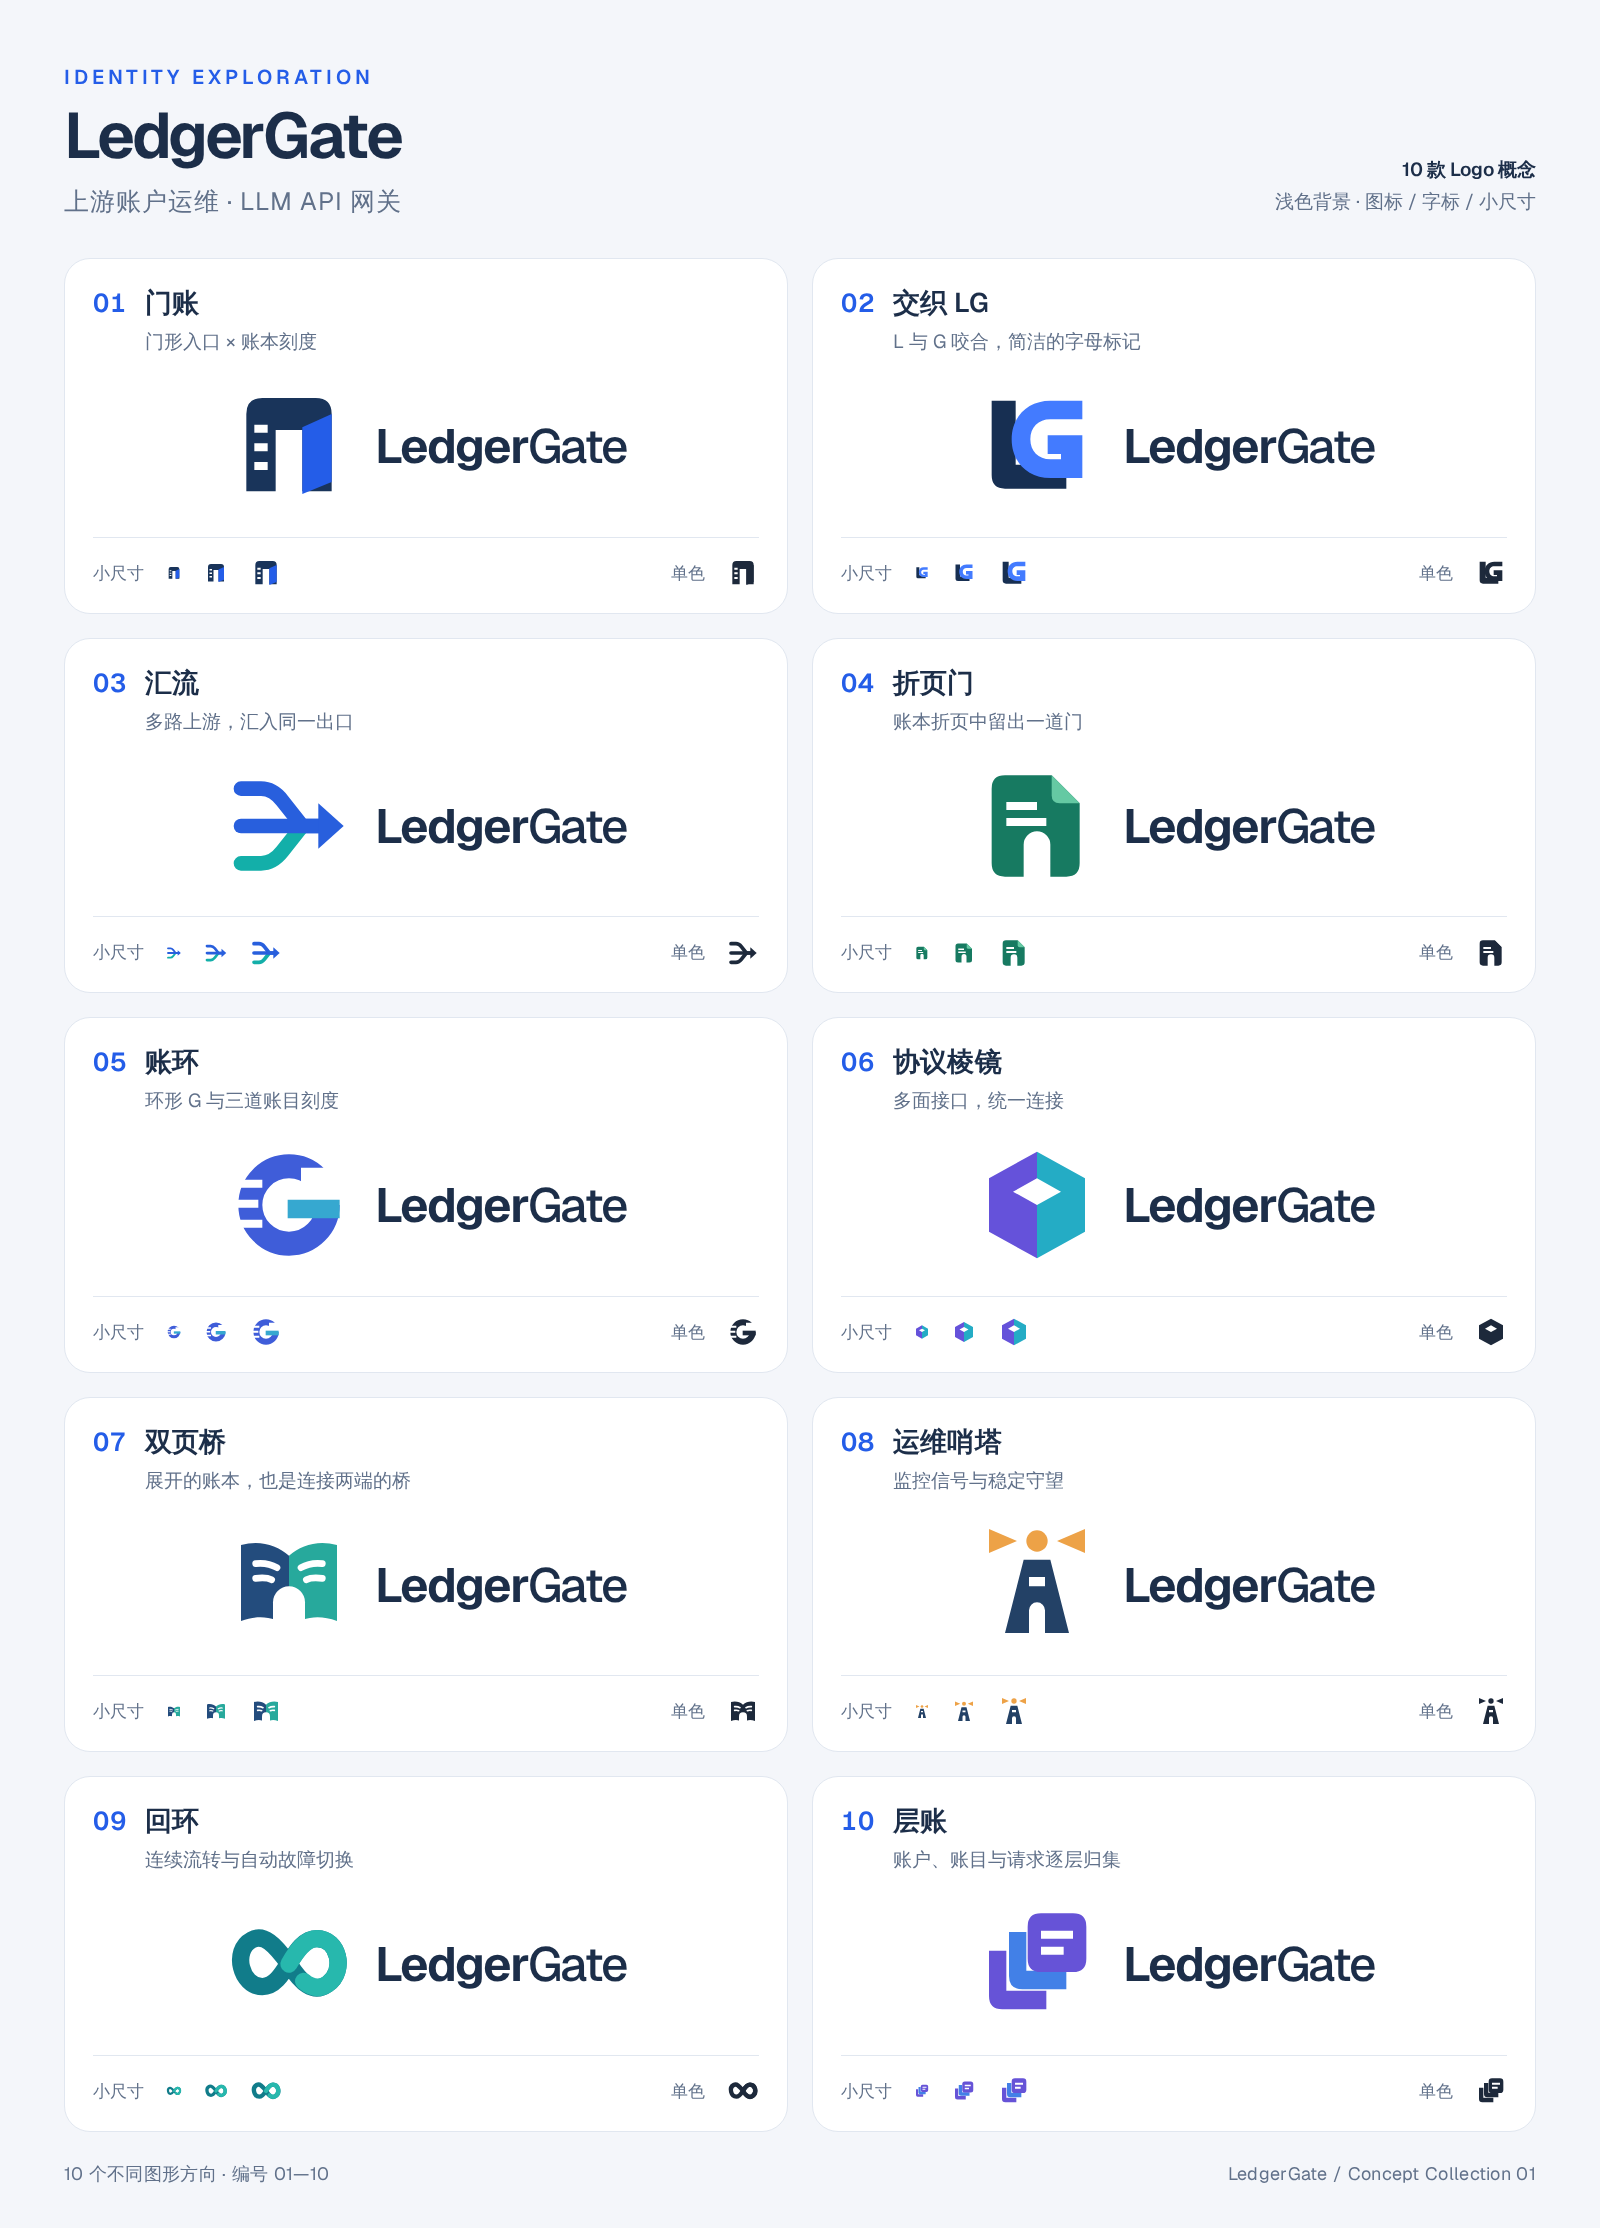 IDENTITY EXPLORATION
LedgerGate
上游账户运维 · LLM API 网关
10 款 Logo 概念
浅色背景 · 图标 / 字标 / 小尺寸
01 门账
门形入口 × 账本刻度
LedgerGate
小尺寸
单色
02 交织 LG
L 与 G 咬合，简洁的字母标记
LG
LedgerGate
小尺寸
单色
03 汇流
多路上游，汇入同一出口
LedgerGate
小尺寸
单色
04 折页门
账本折页中留出一道门
LedgerGate
小尺寸
单色
05 账环
环形 G 与三道账目刻度
G
LedgerGate
小尺寸
单色
06 协议棱镜
多面接口，统一连接
LedgerGate
小尺寸
单色
07 双页桥
展开的账本，也是连接两端的桥
LedgerGate
小尺寸
单色
08 运维哨塔
监控信号与稳定守望
LedgerGate
小尺寸
单色
09 回环
连续流转与自动故障切换
LedgerGate
小尺寸
单色
10 层账
账户、账目与请求逐层归集
LedgerGate
小尺寸
单色
10 个不同图形方向 · 编号 01—10
LedgerGate / Concept Collection 01